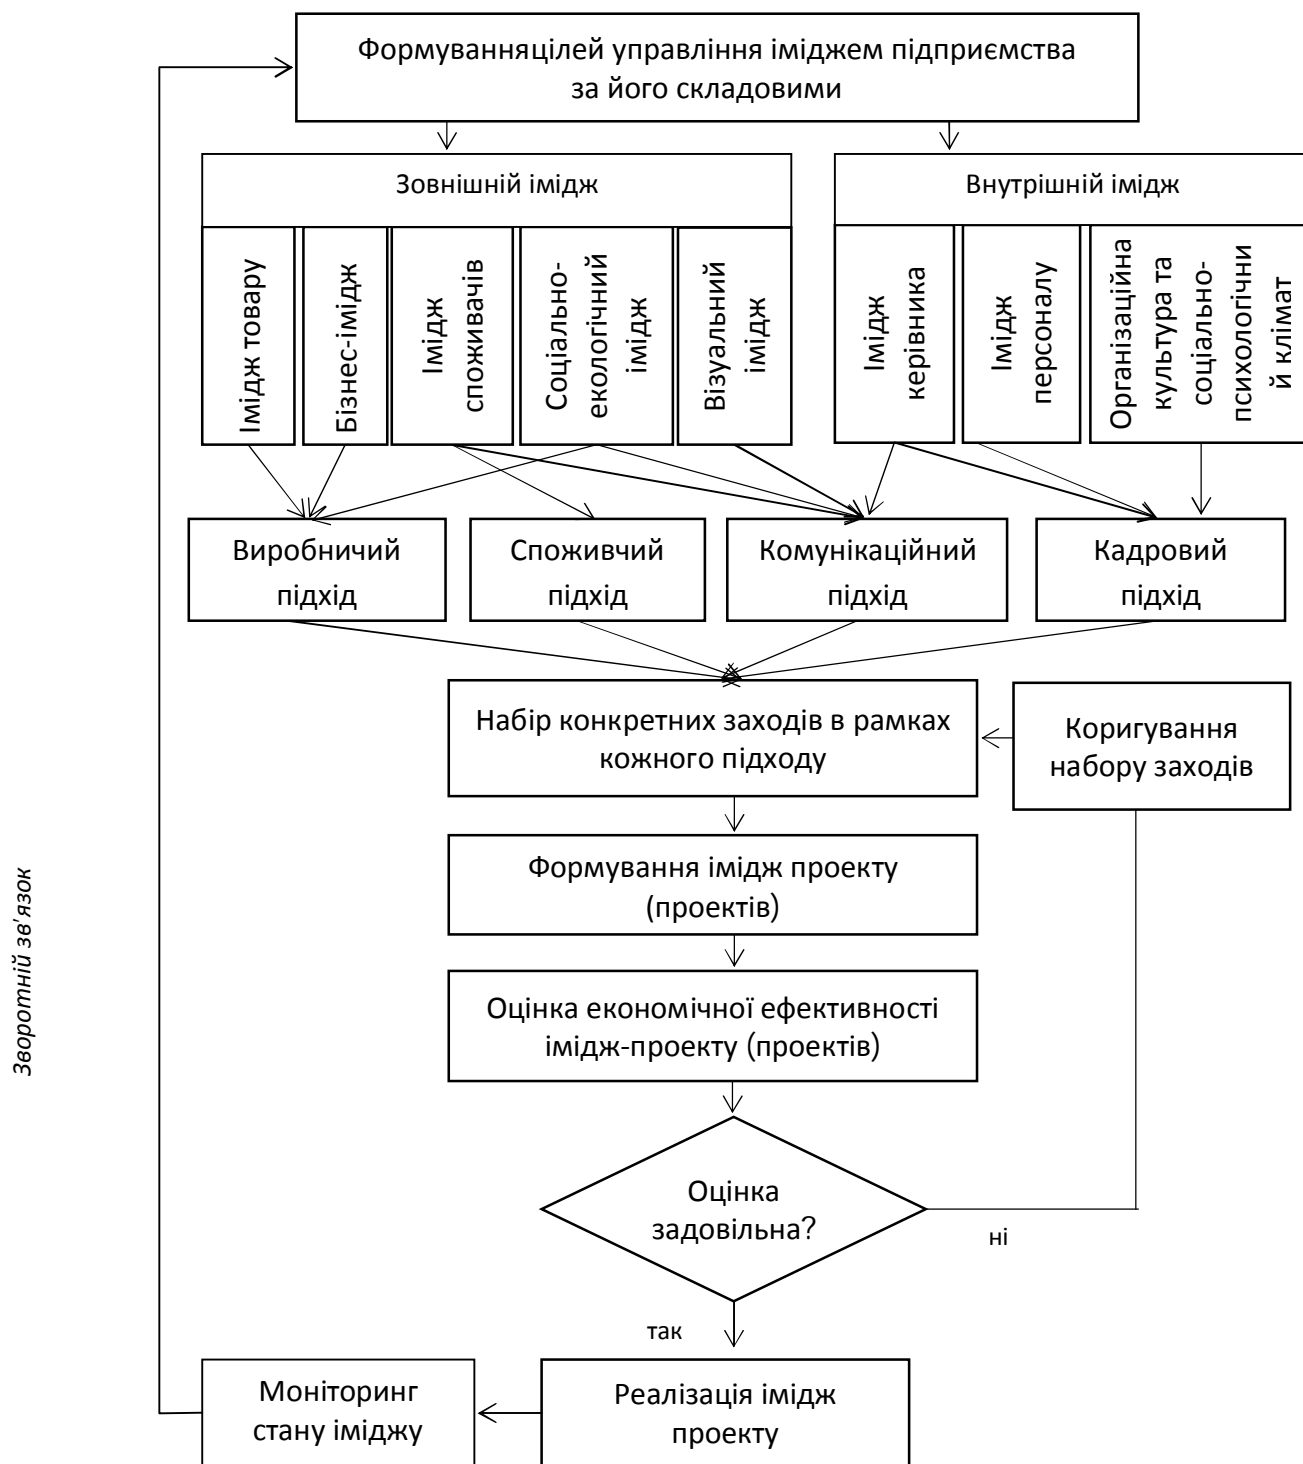 Формуванняцілей управління іміджем підприємства
за його складовими
Зовнішній імідж
Внутрішній імідж
Імідж товару
Бізнес-імідж
Імідж
споживачів
Соціально-
екологічний
імідж
Візуальний
імідж
Імідж
керівника
Імідж
персоналу
Організаційна
культура та
соціально-
психологічни
й клімат
Виробничий
підхід
Споживчий
підхід
Комунікаційний
підхід
Кадровий
підхід
Набір конкретних заходів в рамках
кожного підходу
Коригування
набору заходів
Формування імідж проекту
(проектів)
Зворотній зв'язок
Оцінка економічної ефективності
імідж-проекту (проектів)
Оцінка
задовільна?
ні
так
Моніторинг
стану іміджу
Реалізація імідж
проекту